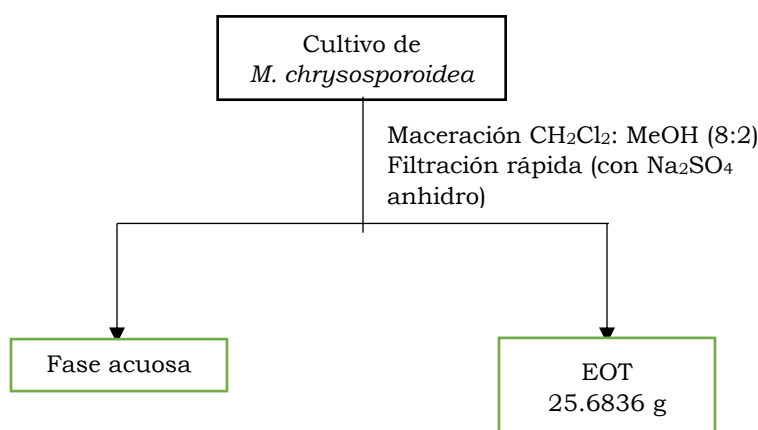 Cultivo de
M. chrysosporoidea
Maceración CH₂Cl₂: MeOH (8:2)
Filtración rápida (con Na₂SO₄
anhidro)
Fase acuosa
EOT
25.6836 g